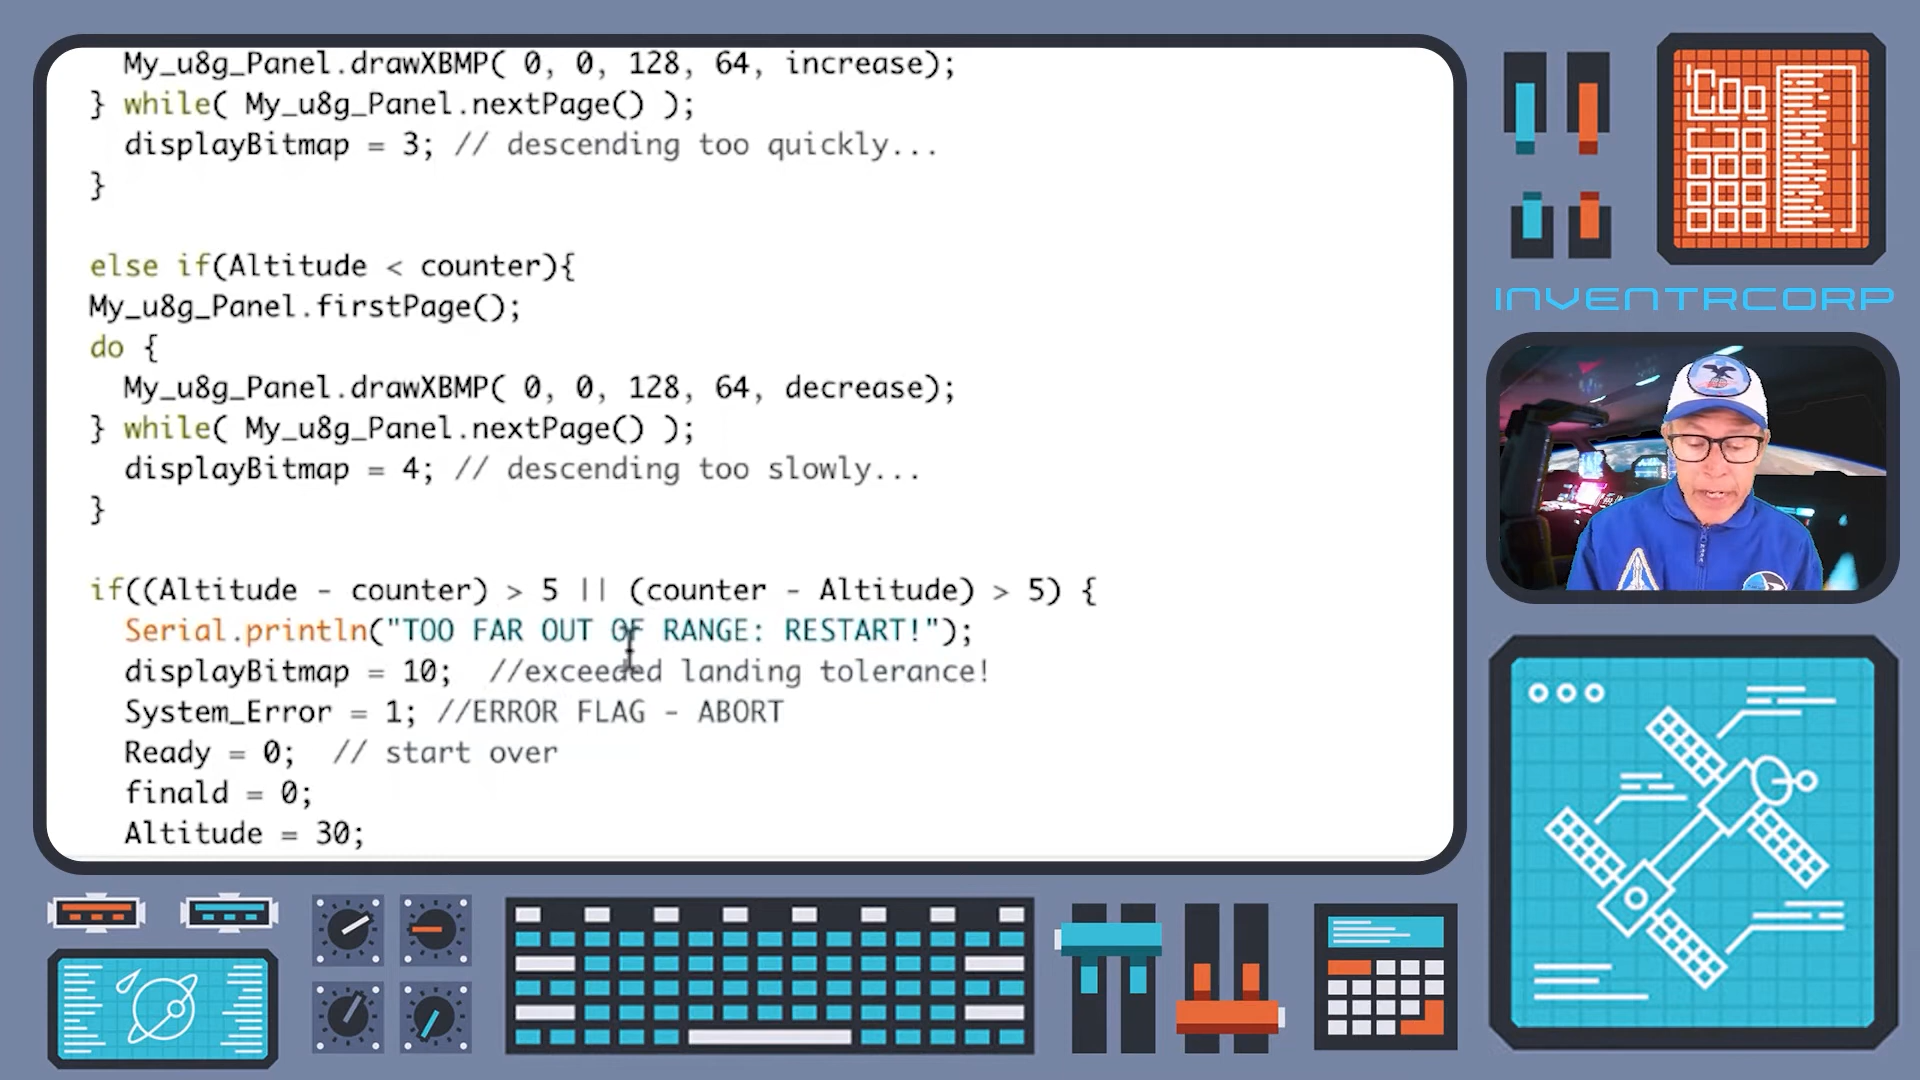 My_u8g_Panel.drawXBMP( 0, 0, 128, 64, increase);
} while( My_u8g_Panel.nextPage() );
displayBitmap = 3; // descending too quickly...
}
else if(Altitude < counter){
My_u8g_Panel.firstPage();
do {
My_u8g_Panel.drawXBMP( 0, 0, 128, 64, decrease);
} while( My_u8g_Panel.nextPage() );
displayBitmap = 4; // descending too slowly...
}
if((Altitude - counter) > 5 || (counter - Altitude) > 5) {
Serial.println("TOO FAR OUT OF RANGE: RESTART!");
displayBitmap = 10; //exceeded landing tolerance!
System_Error = 1; //ERROR FLAG - ABORT
Ready = 0; // start over
finald = 0;
Altitude = 30;
INVENTRCORP